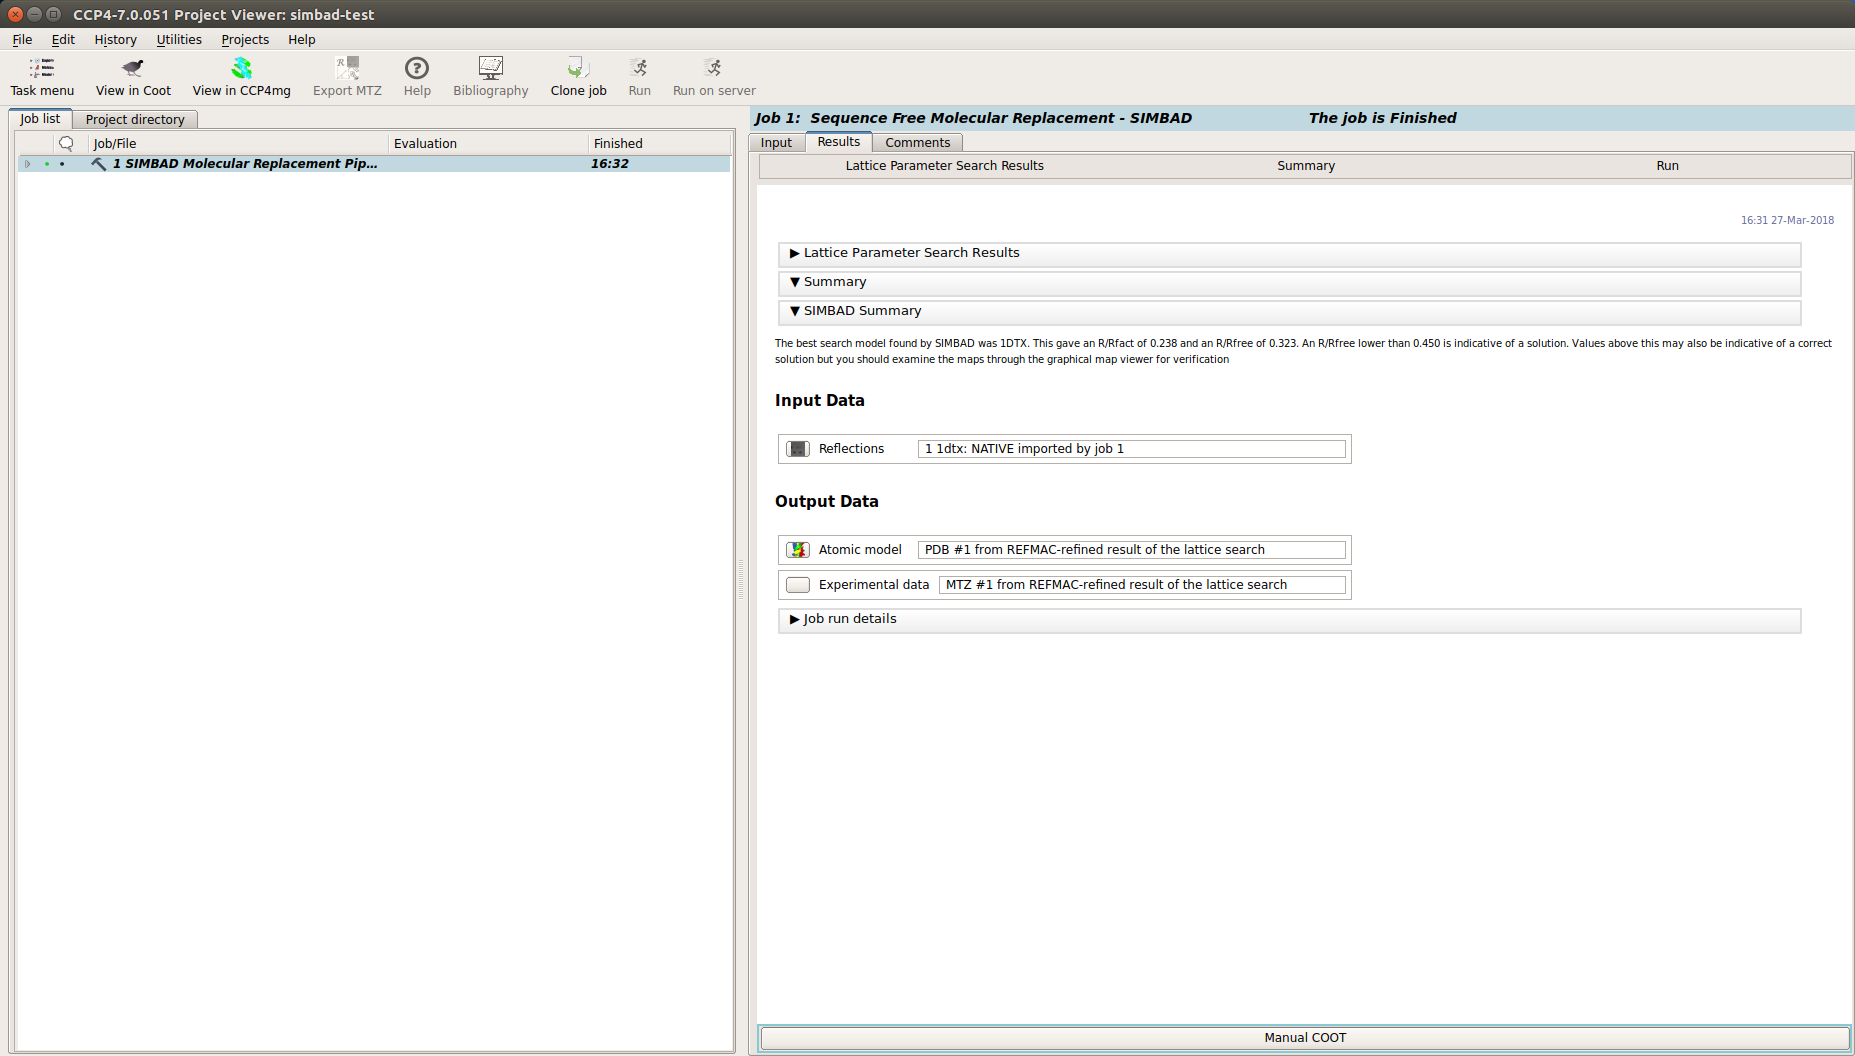 CCP4-7.0.051 Project Viewer: simbad-test
File Edit History Utilities Projects Help
Task menu View in Coot View in CCP4mg Export MTZ Help Bibliography Clone job Run Run on server
Job list Project directory
Job/File Evaluation Finished
1 SIMBAD Molecular Replacement Pip... 16:32
Job 1: Sequence Free Molecular Replacement - SIMBAD The job is Finished
Input Results Comments
Lattice Parameter Search Results Summary Run
16:31 27-Mar-2018
▶ Lattice Parameter Search Results
▼ Summary
▼ SIMBAD Summary
The best search model found by SIMBAD was 1DTX. This gave an R/Rfact of 0.238 and an R/Rfree of 0.323. An R/Rfree lower than 0.450 is indicative of a solution. Values above this may also be indicative of a correct
solution but you should examine the maps through the graphical map viewer for verification
Input Data
Reflections 1 1dtx: NATIVE imported by job 1
Output Data
Atomic model PDB #1 from REFMAC-refined result of the lattice search
Experimental data MTZ #1 from REFMAC-refined result of the lattice search
▶ Job run details
Manual COOT